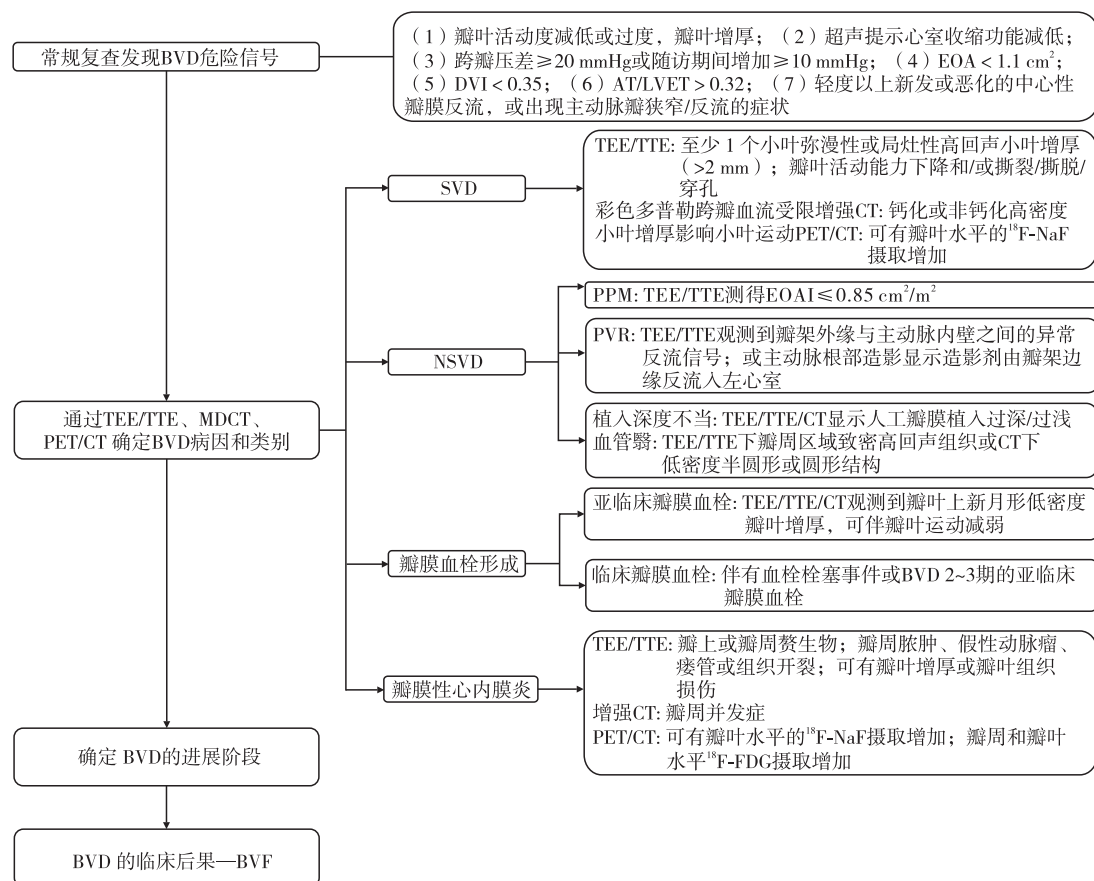 常规复查发现BVD危险信号
（1）瓣叶活动度减低或过度，瓣叶增厚；（2）超声提示心室收缩功能减低；
（3）跨瓣压差≥20 mmHg或随访期间增加≥10 mmHg；（4）EOA＜1.1 cm²；
（5）DVI＜0.35；（6）AT/LVET＞0.32；（7）轻度以上新发或恶化的中心性
瓣膜反流，或出现主动脉瓣狭窄/反流的症状
通过TEE/TTE、MDCT、
PET/CT 确定BVD病因和类别
SVD
TEE/TTE: 至少 1 个小叶弥漫性或局灶性高回声小叶增厚
（>2 mm）；瓣叶活动能力下降和/或撕裂/撕脱/
穿孔
彩色多普勒跨瓣血流受限增强CT: 钙化或非钙化高密度
小叶增厚影响小叶运动PET/CT: 可有瓣叶水平的¹⁸F-NaF
摄取增加
NSVD
PPM: TEE/TTE测得EOAI≤0.85 cm²/m²
PVR: TEE/TTE观测到瓣架外缘与主动脉内壁之间的异常
反流信号；或主动脉根部造影显示造影剂由瓣架边
缘反流入左心室
植入深度不当: TEE/TTE/CT显示人工瓣膜植入过深/过浅
血管翳: TEE/TTE下瓣周区域致密高回声组织或CT下
低密度半圆形或圆形结构
瓣膜血栓形成
亚临床瓣膜血栓: TEE/TTE/CT观测到瓣叶上新月形低密度
瓣叶增厚，可伴瓣叶运动减弱
临床瓣膜血栓: 伴有血栓栓塞事件或BVD 2~3期的亚临床
瓣膜血栓
瓣膜性心内膜炎
TEE/TTE: 瓣上或瓣周赘生物；瓣周脓肿、假性动脉瘤、
瘘管或组织开裂；可有瓣叶增厚或瓣叶组织
损伤
增强CT: 瓣周并发症
PET/CT: 可有瓣叶水平的¹⁸F-NaF摄取增加；瓣周和瓣叶
水平¹⁸F-FDG摄取增加
确定 BVD的进展阶段
BVD 的临床后果—BVF